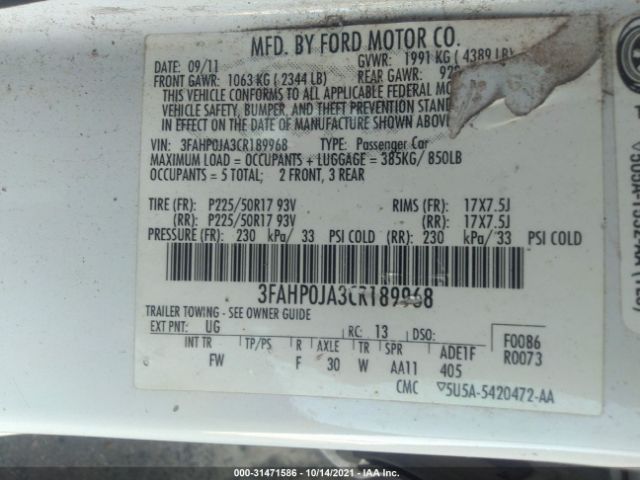 MFD. BY FORD MOTOR CO.
DATE: 09/11 GVWR: 1991 KG ( 4389 LB)
FRONT GAWR: 1063 KG ( 2344 LB) REAR GAWR:
THIS VEHICLE CONFORMS TO ALL APPLICABLE FEDERAL
VEHICLE SAFETY, BUMPER, AND THEFT PREVENTION
IN EFFECT ON THE DATE OF MANUFACTURE
VIN: 3FAHP0JA3CR189968 TYPE: Passenger Car
MAXIMUM LOAD = OCCUPANTS + LUGGAGE = 385KG/ 850LB
OCCUPANTS = 5 TOTAL; 2 FRONT, 3 REAR
TIRE (FR): P225/50R17 93V RIMS (FR): 17X7.5J
(RR): P225/50R17 93V (RR): 17X7.5J
PRESSURE (FR): 230 kPa/ 33 PSI COLD (RR): 230 kPa/ 33 PSI COLD
3FAHP0JA3CR189968
TRAILER TOWING - SEE OWNER GUIDE
EXT PNT: UG RC: 13 DSO: F0086
INT TR TP/PS R AXLE TR SPR ADE1F R0073
FW F 30 W AA11 405
CMC ▽5U5A-5420472-AA
000-31471586 - 10/14/2021 - IAA Inc.